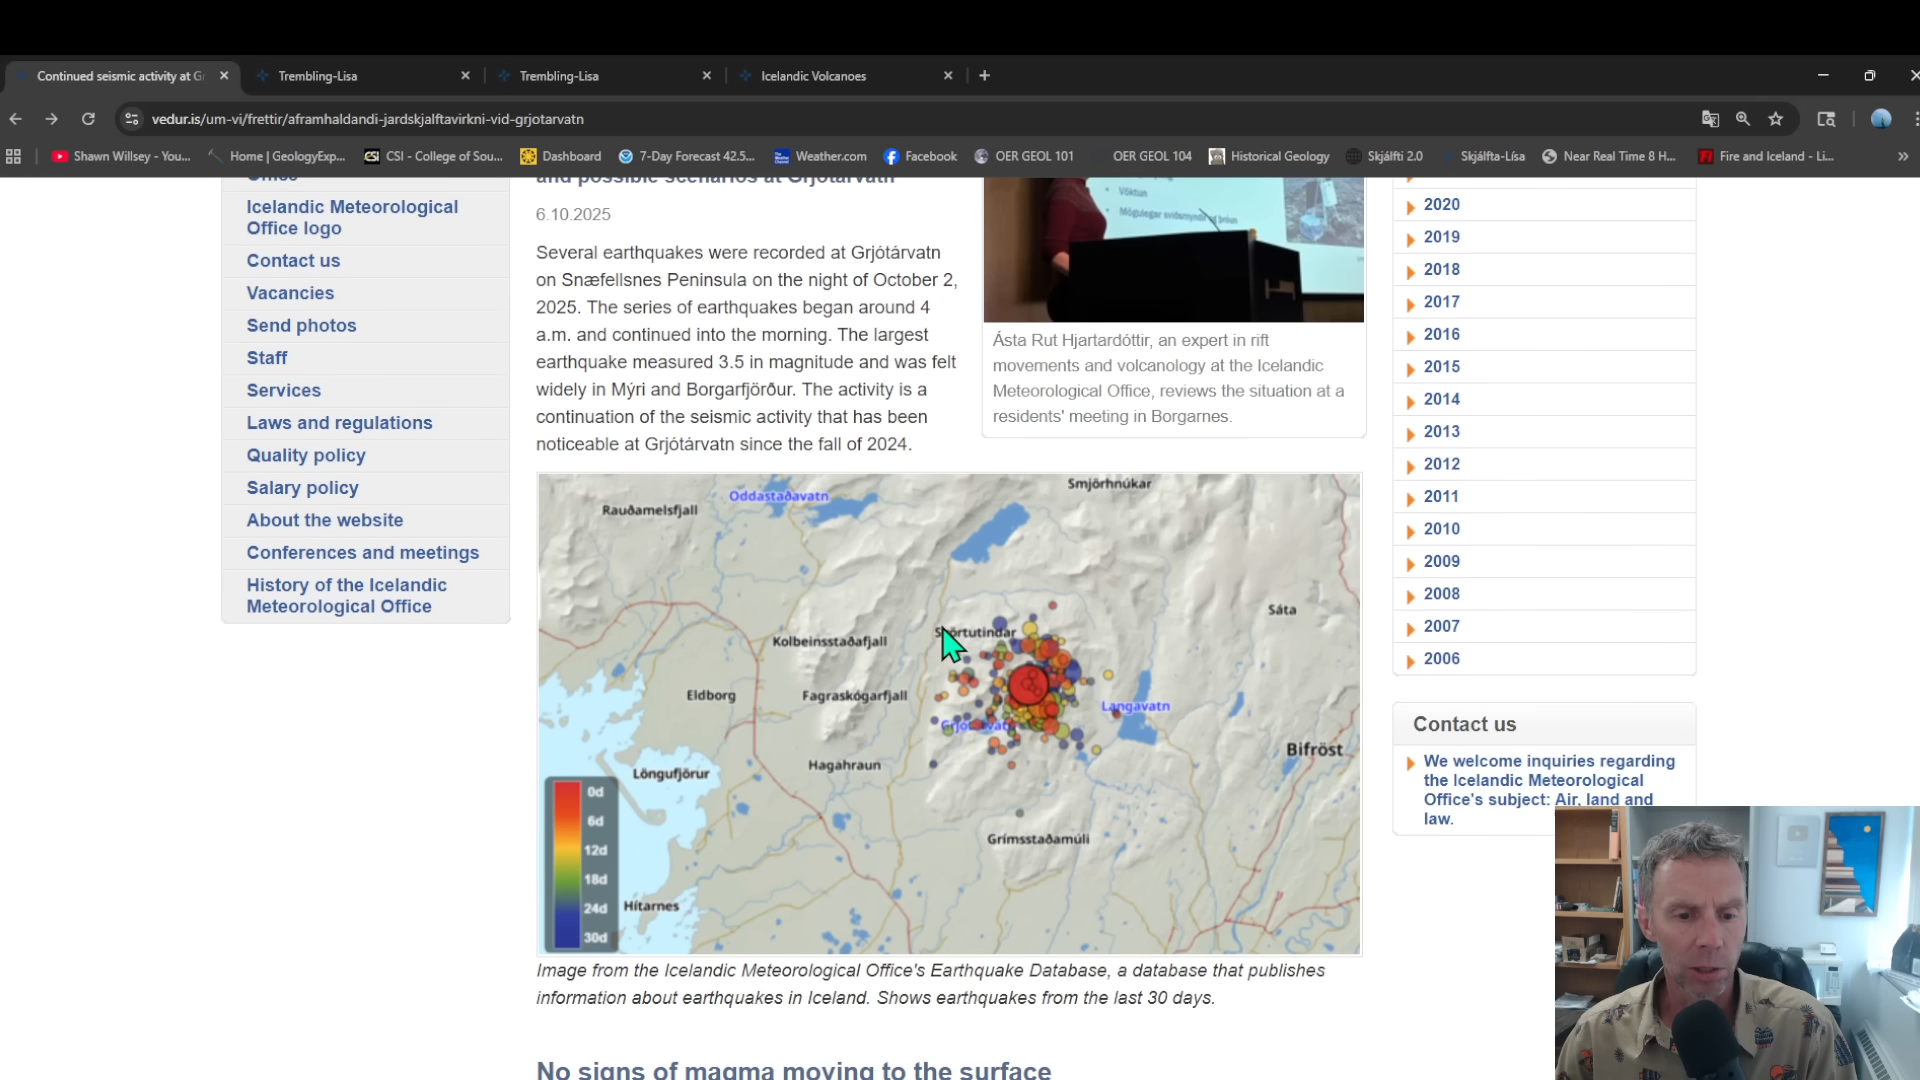 Continued seismic activity at G
Trembling-Lisa
Trembling-Lisa
Icelandic Volcanoes
vedur.is/um-vi/frettir/aframhaldandi-jardskjalftavirkni-vid-grjotarvatn
Shawn Willsey - You...
Home | GeologyExp...
CSI - College of Sou...
Dashboard
7-Day Forecast 42.5...
Weather.com
Facebook
OER GEOL 101
OER GEOL 104
Historical Geology
Skjálfti 2.0
Skjálfta-Lísa
Near Real Time 8 H...
Fire and Iceland - Li...
Office
Icelandic Meteorological
Office logo
Contact us
Vacancies
Send photos
Staff
Services
Laws and regulations
Quality policy
Salary policy
About the website
Conferences and meetings
History of the Icelandic
Meteorological Office
and possible scenarios at Grjótárvatn
6.10.2025
Several earthquakes were recorded at Grjótárvatn
on Snæfellsnes Peninsula on the night of October 2,
2025. The series of earthquakes began around 4
a.m. and continued into the morning. The largest
earthquake measured 3.5 in magnitude and was felt
widely in Mýri and Borgarfjörður. The activity is a
continuation of the seismic activity that has been
noticeable at Grjótárvatn since the fall of 2024.
Vöktun
Mögulegar sviðsmyndir
Ásta Rut Hjartardóttir, an expert in rift
movements and volcanology at the Icelandic
Meteorological Office, reviews the situation at a
residents' meeting in Borgarnes.
Smjörhnúkar
Oddastaðavatn
Rauðamelsfjall
Sáta
Skörtutindar
Kolbeinsstaðafjall
Eldborg
Fagraskógarfjall
Langavatn
Grjótárvatn
Bifröst
Hagahraun
Löngufjörur
Grímsstaðamúli
Hítarnes
0d
6d
12d
18d
24d
30d
Image from the Icelandic Meteorological Office's Earthquake Database, a database that publishes
information about earthquakes in Iceland. Shows earthquakes from the last 30 days.
No signs of magma moving to the surface
2020
2019
2018
2017
2016
2015
2014
2013
2012
2011
2010
2009
2008
2007
2006
Contact us
We welcome inquiries regarding
the Icelandic Meteorological
Office's subject: Air, land and
law.